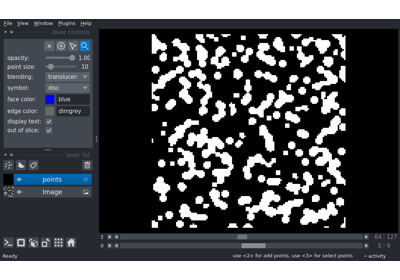 File View Window Plugins Help
layer controls
opacity: 1.00
point size: 10
blending: translucen
symbol: disc
face color: blue
edge color: dimgrey
display text:
out of slice:
layer list
points
Image
2 64 127
0 5 9
Ready use <2> for add points, use <3> for select points activity